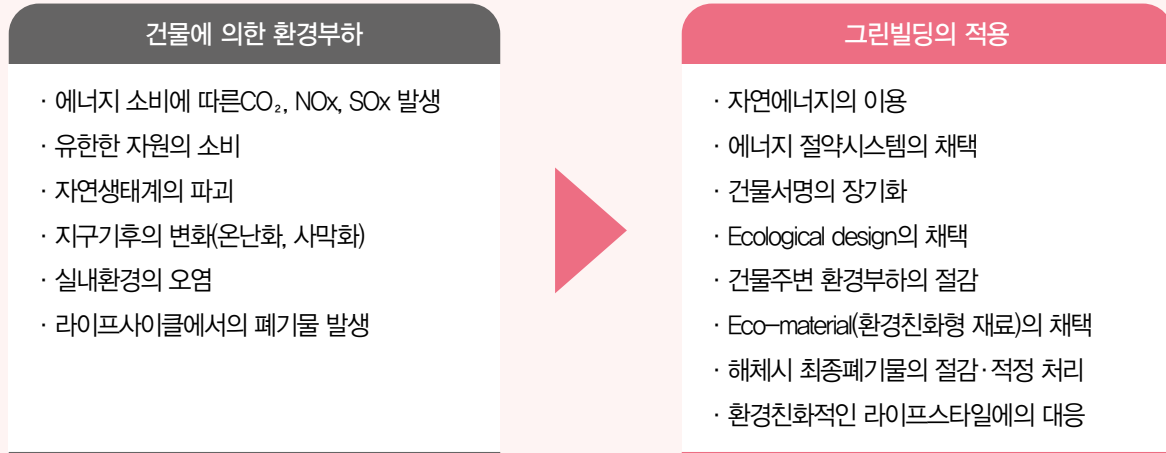 건물에 의한 환경부하
· 에너지 소비에 따른CO₂, NOx, SOx 발생
· 유한한 자원의 소비
· 자연생태계의 파괴
· 지구기후의 변화(온난화, 사막화)
· 실내환경의 오염
· 라이프사이클에서의 폐기물 발생
그린빌딩의 적용
· 자연에너지의 이용
· 에너지 절약시스템의 채택
· 건물서명의 장기화
· Ecological design의 채택
· 건물주변 환경부하의 절감
· Eco-material(환경친화형 재료)의 채택
· 해체시 최종폐기물의 절감·적정 처리
· 환경친화적인 라이프스타일에의 대응